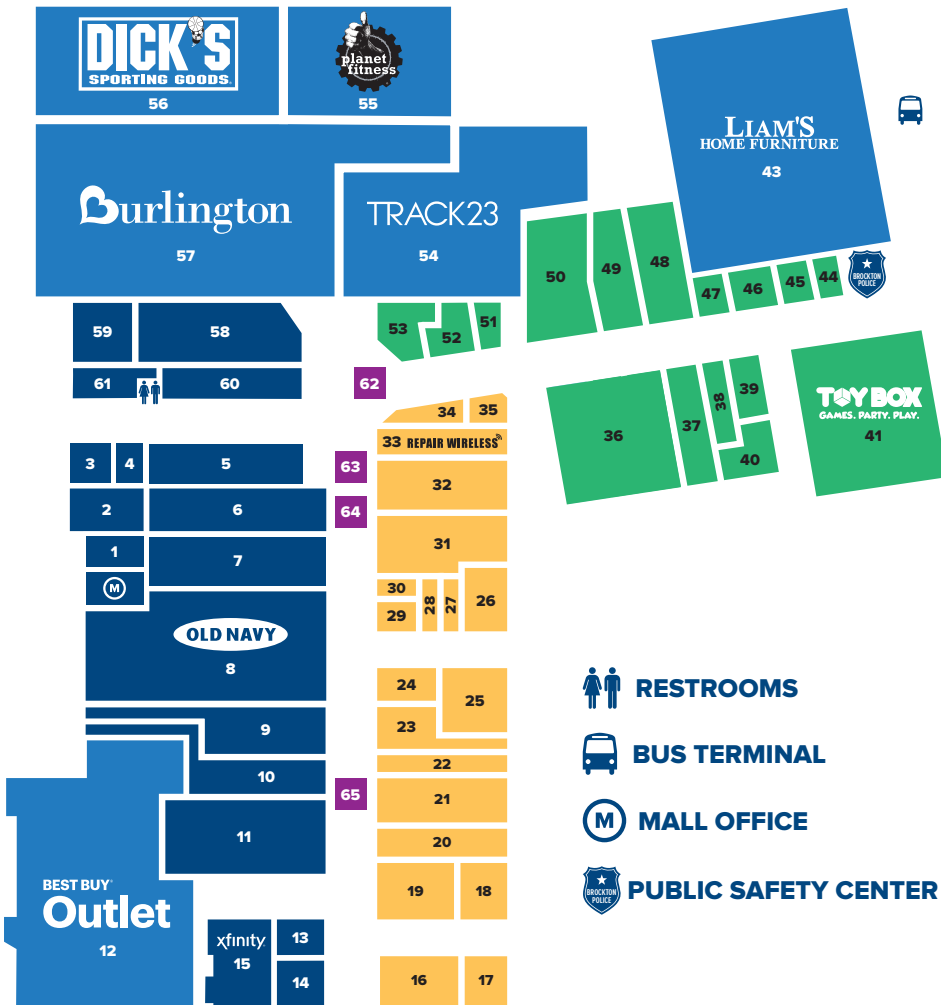 DICK'S
SPORTING GOODS
56
planet
fitness
55
LIAM'S
HOME FURNITURE
43
Burlington
57
TRACK23
54
50
49
48
47
46
45
44
BROCKTON
POLICE
59
58
53
52
51
61
60
62
34
35
36
37
38
39
40
TOY BOX
GAMES. PARTY. PLAY.
41
3
4
5
63
33 REPAIR WIRELESS
32
2
6
64
1
7
31
M
30
29
28
27
26
OLD NAVY
8
24
25
23
9
22
10
65
21
11
20
19
18
BEST BUY
Outlet
12
xfinity
15
13
14
16
17
RESTROOMS
BUS TERMINAL
M MALL OFFICE
BROCKTON
POLICE
PUBLIC SAFETY CENTER